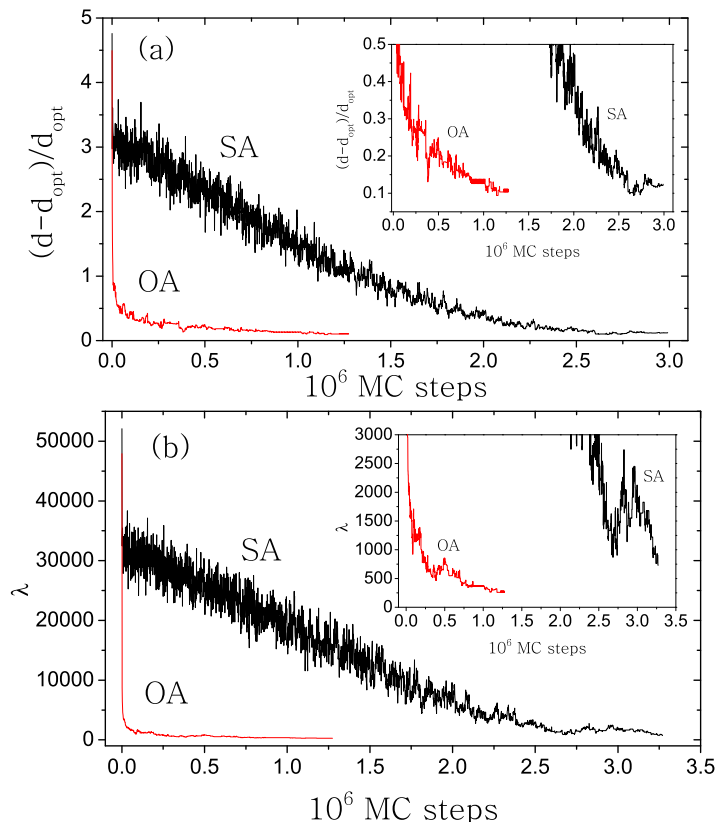 (a)
(d-d_opt)/d_opt
5
4
3
2
1
0
SA
OA
0.0 0.5 1.0 1.5 2.0 2.5 3.0
10^6 MC steps
(d-d_opt)/d_opt
0.5
0.4
0.3
0.2
0.1
OA
SA
0.0 0.5 1.0 1.5 2.0 2.5 3.0
10^6 MC steps
(b)
λ
50000
40000
30000
20000
10000
0
SA
OA
0.0 0.5 1.0 1.5 2.0 2.5 3.0 3.5
10^6 MC steps
λ
3000
2500
2000
1500
1000
500
0
SA
OA
0.0 0.5 1.0 1.5 2.0 2.5 3.0 3.5
10^6 MC steps